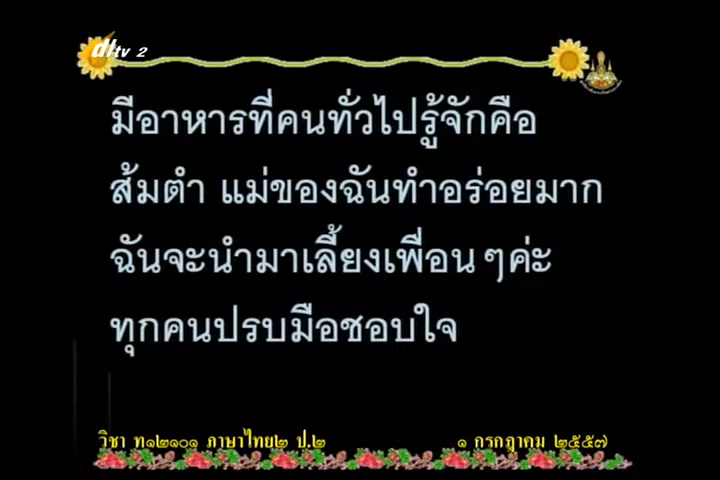 dltv 2
มีอาหารที่คนทั่วไปรู้จักคือ
ส้มตำ แม่ของฉันทำอร่อยมาก
ฉันจะนำมาเลี้ยงเพื่อน ๆค่ะ
ทุกคนปรบมือชอบใจ
วิชา ท๑๒๑๐๑ ภาษาไทย๒ ป.๒ ๑ กรกฎาคม ๒๕๕๗